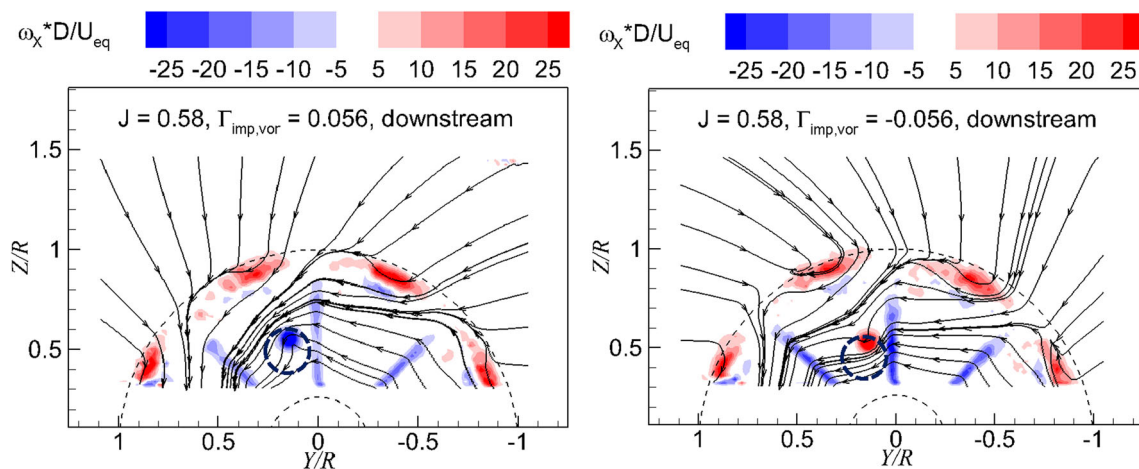 ωX*D/Ueq
-25 -20 -15 -10 -5 5 10 15 20 25
J = 0.58, Γimp,vor = 0.056, downstream
1.5
1
0.5
Z/R
1 0.5 0 -0.5 -1
Y/R
ωX*D/Ueq
-25 -20 -15 -10 -5 5 10 15 20 25
J = 0.58, Γimp,vor = -0.056, downstream
1.5
1
0.5
Z/R
1 0.5 0 -0.5 -1
Y/R